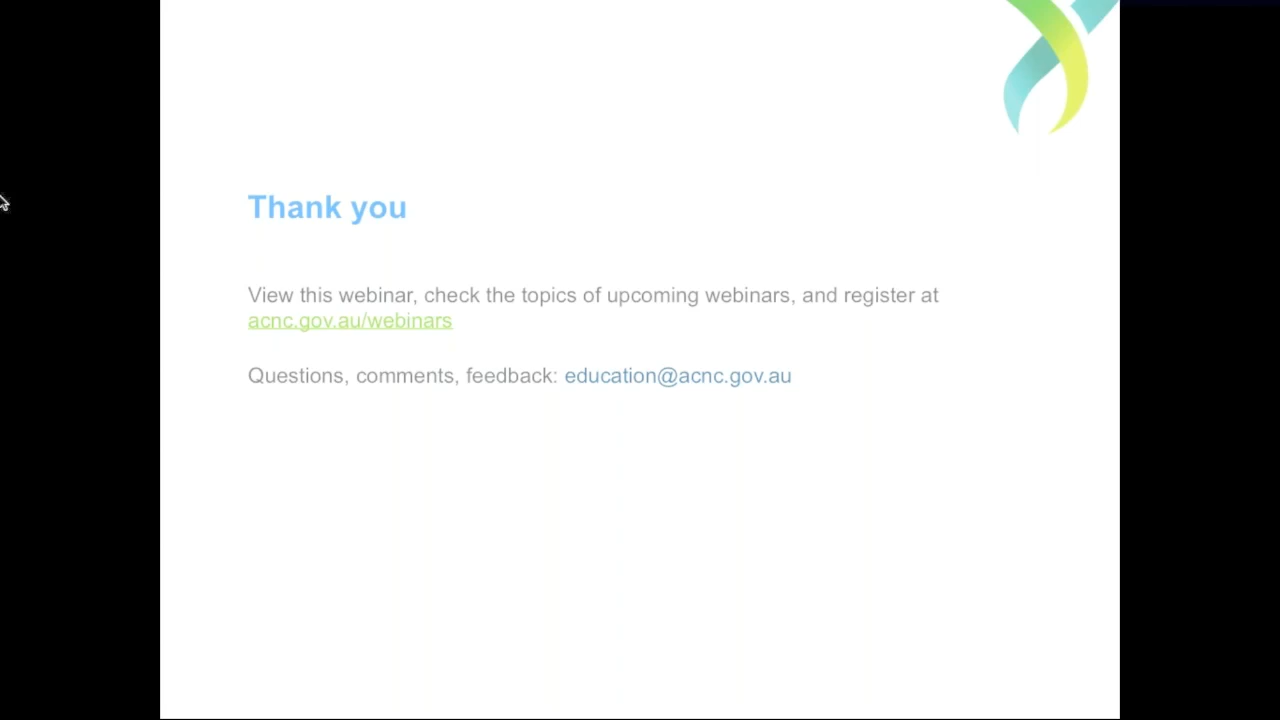 Thank you
View this webinar, check the topics of upcoming webinars, and register at
acnc.gov.au/webinars
Questions, comments, feedback: education@acnc.gov.au